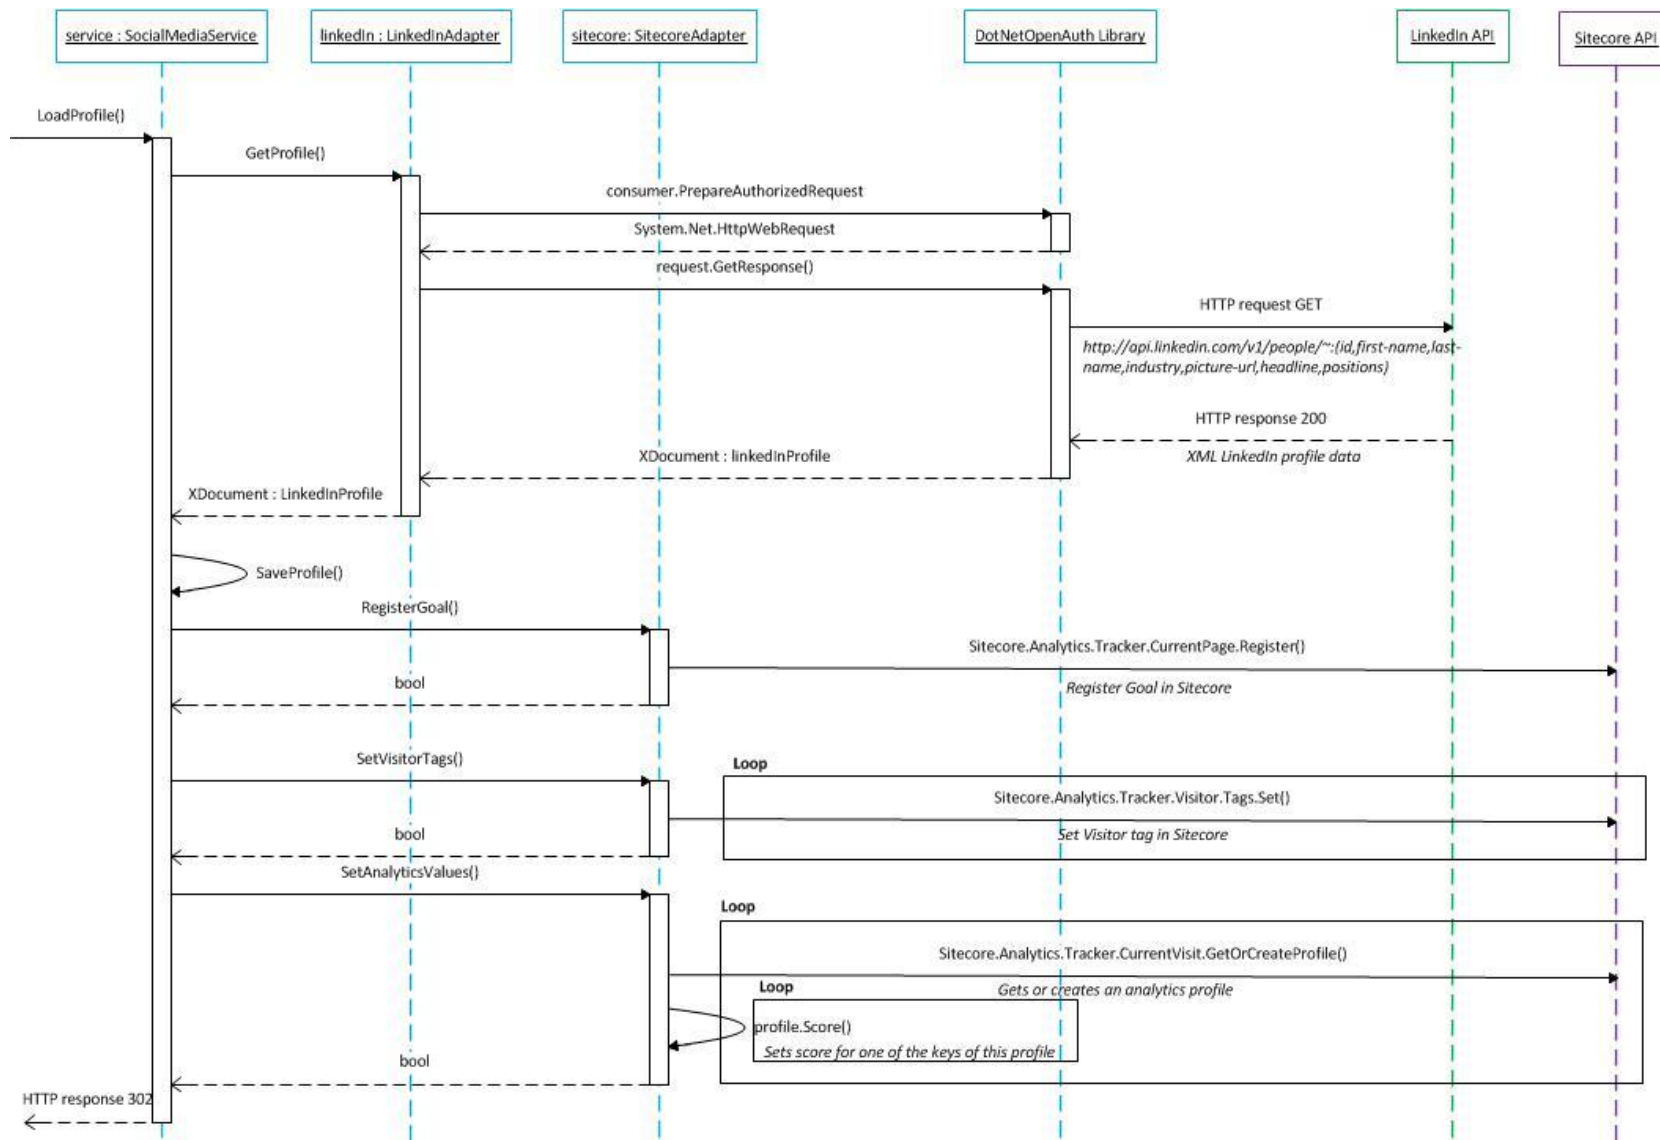 service : SocialMediaService
linkedIn : LinkedInAdapter
sitecore: SitecoreAdapter
DotNetOpenAuth Library
LinkedIn API
Sitecore API
LoadProfile()
GetProfile()
consumer.PrepareAuthorizedRequest
System.Net.HttpWebRequest
request.GetResponse()
HTTP request GET
http://api.linkedin.com/v1/people/~:(id,first-name,last-
name,industry,picture-url,headline,positions)
HTTP response 200
XML LinkedIn profile data
XDocument : linkedInProfile
XDocument : LinkedInProfile
SaveProfile()
RegisterGoal()
Sitecore.Analytics.Tracker.CurrentPage.Register()
Register Goal in Sitecore
bool
SetVisitorTags()
Loop
Sitecore.Analytics.Tracker.Visitor.Tags.Set()
Set Visitor tag in Sitecore
bool
SetAnalyticsValues()
Loop
Sitecore.Analytics.Tracker.CurrentVisit.GetOrCreateProfile()
Gets or creates an analytics profile
Loop
profile.Score()
Sets score for one of the keys of this profile
bool
HTTP response 302